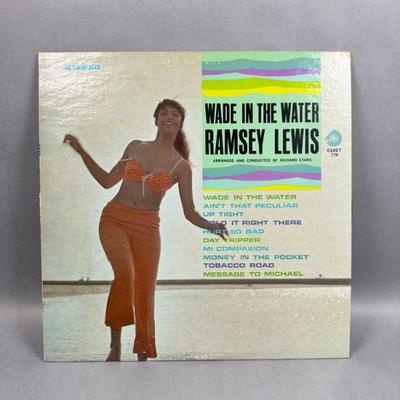 STEREO
WADE IN THE WATER
RAMSEY LEWIS
ARRANGED AND CONDUCTED BY RICHARD EVANS
CADET
774
WADE IN THE WATER
AIN'T THAT PECULIAR
UP TIGHT
HOLD IT RIGHT THERE
HURT SO BAD
DAY TRIPPER
MI COMPASION
MONEY IN THE POCKET
TOBACCO ROAD
MESSAGE TO MICHAEL